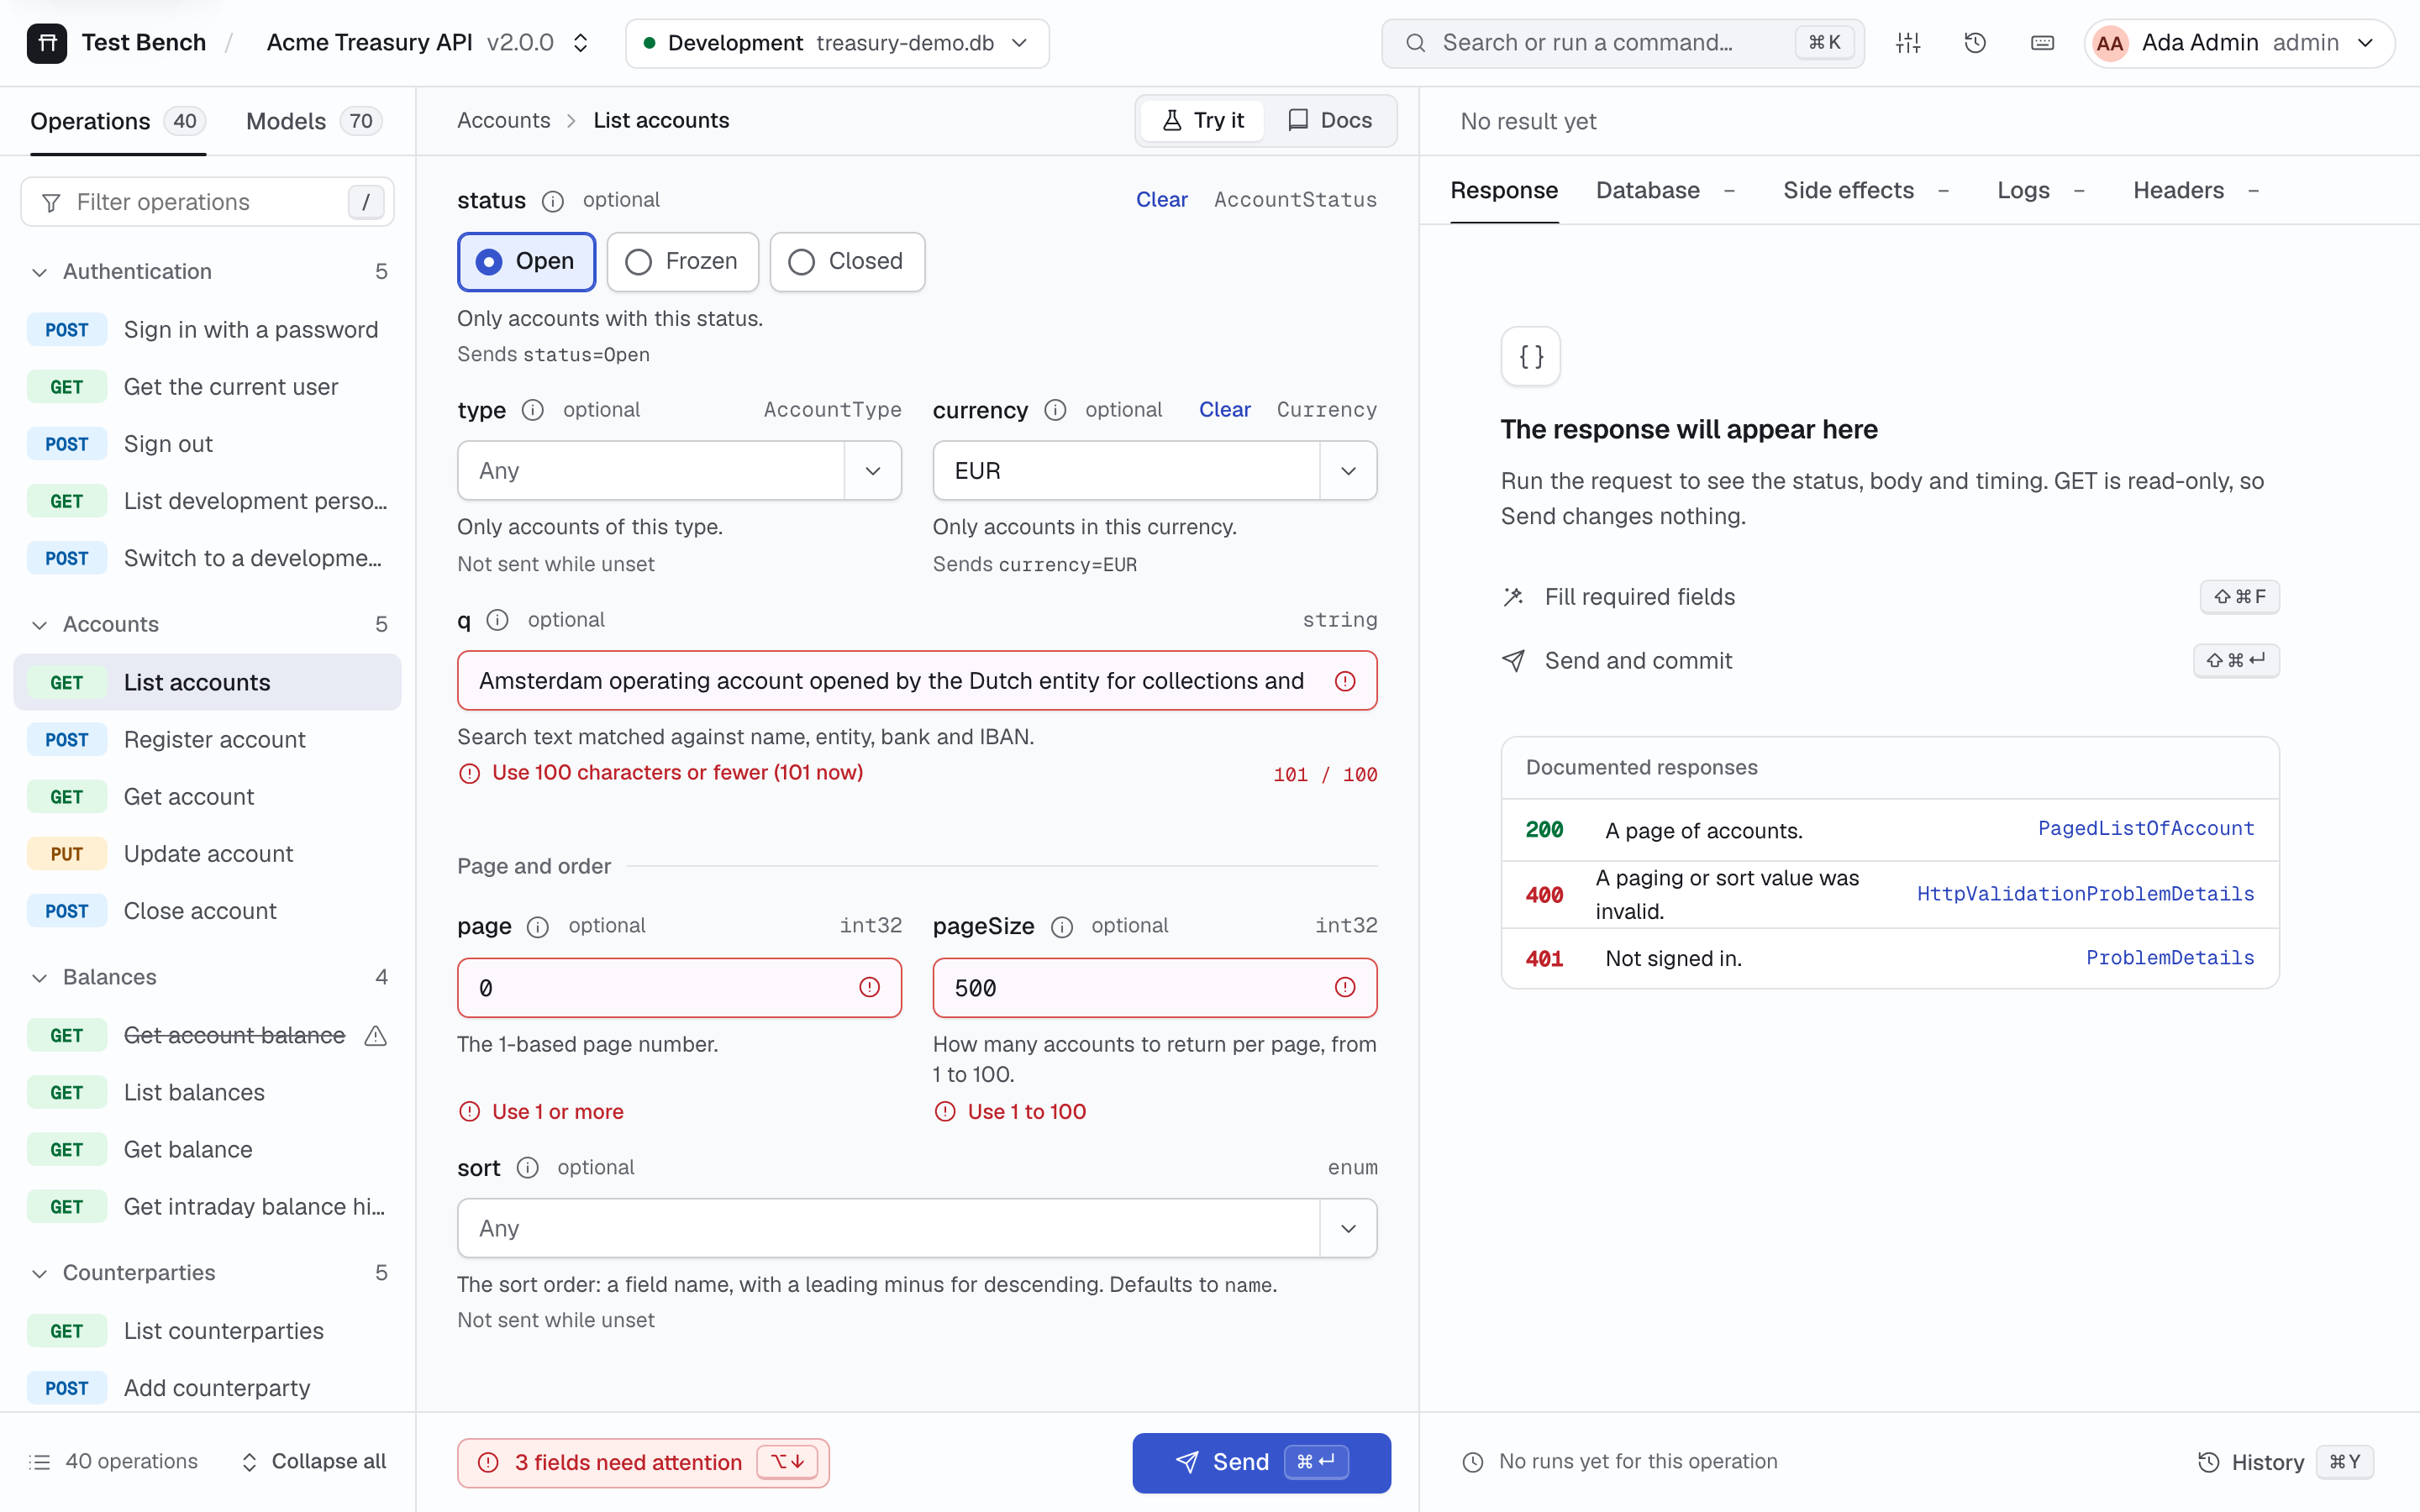 Test Bench / Acme Treasury API v2.0.0
Development treasury-demo.db
Search or run a command... ⌘K
AA Ada Admin admin
Operations 40 Models 70
Filter operations /
Authentication 5
POST Sign in with a password
GET Get the current user
POST Sign out
GET List development perso...
POST Switch to a developme...
Accounts 5
GET List accounts
POST Register account
GET Get account
PUT Update account
POST Close account
Balances 4
GET Get account balance
GET List balances
GET Get balance
GET Get intraday balance hi...
Counterparties 5
GET List counterparties
POST Add counterparty
40 operations Collapse all
Accounts > List accounts
Try it Docs
status optional Clear AccountStatus
Open Frozen Closed
Only accounts with this status.
Sends status=Open
type optional AccountType
Any
Only accounts of this type.
Not sent while unset
currency optional Clear Currency
EUR
Only accounts in this currency.
Sends currency=EUR
q optional string
Amsterdam operating account opened by the Dutch entity for collections and
Search text matched against name, entity, bank and IBAN.
Use 100 characters or fewer (101 now) 101 / 100
Page and order
page optional int32
0
The 1-based page number.
Use 1 or more
pageSize optional int32
500
How many accounts to return per page, from
1 to 100.
Use 1 to 100
sort optional enum
Any
The sort order: a field name, with a leading minus for descending. Defaults to name.
Not sent while unset
3 fields need attention ⌥↓
Send ⌘↵
No result yet
Response Database – Side effects – Logs – Headers –
{}
The response will appear here
Run the request to see the status, body and timing. GET is read-only, so
Send changes nothing.
Fill required fields ⇧⌘F
Send and commit ⇧⌘↵
Documented responses
200 A page of accounts. PagedListOfAccount
400 A paging or sort value was
invalid. HttpValidationProblemDetails
401 Not signed in. ProblemDetails
No runs yet for this operation
History ⌘Y